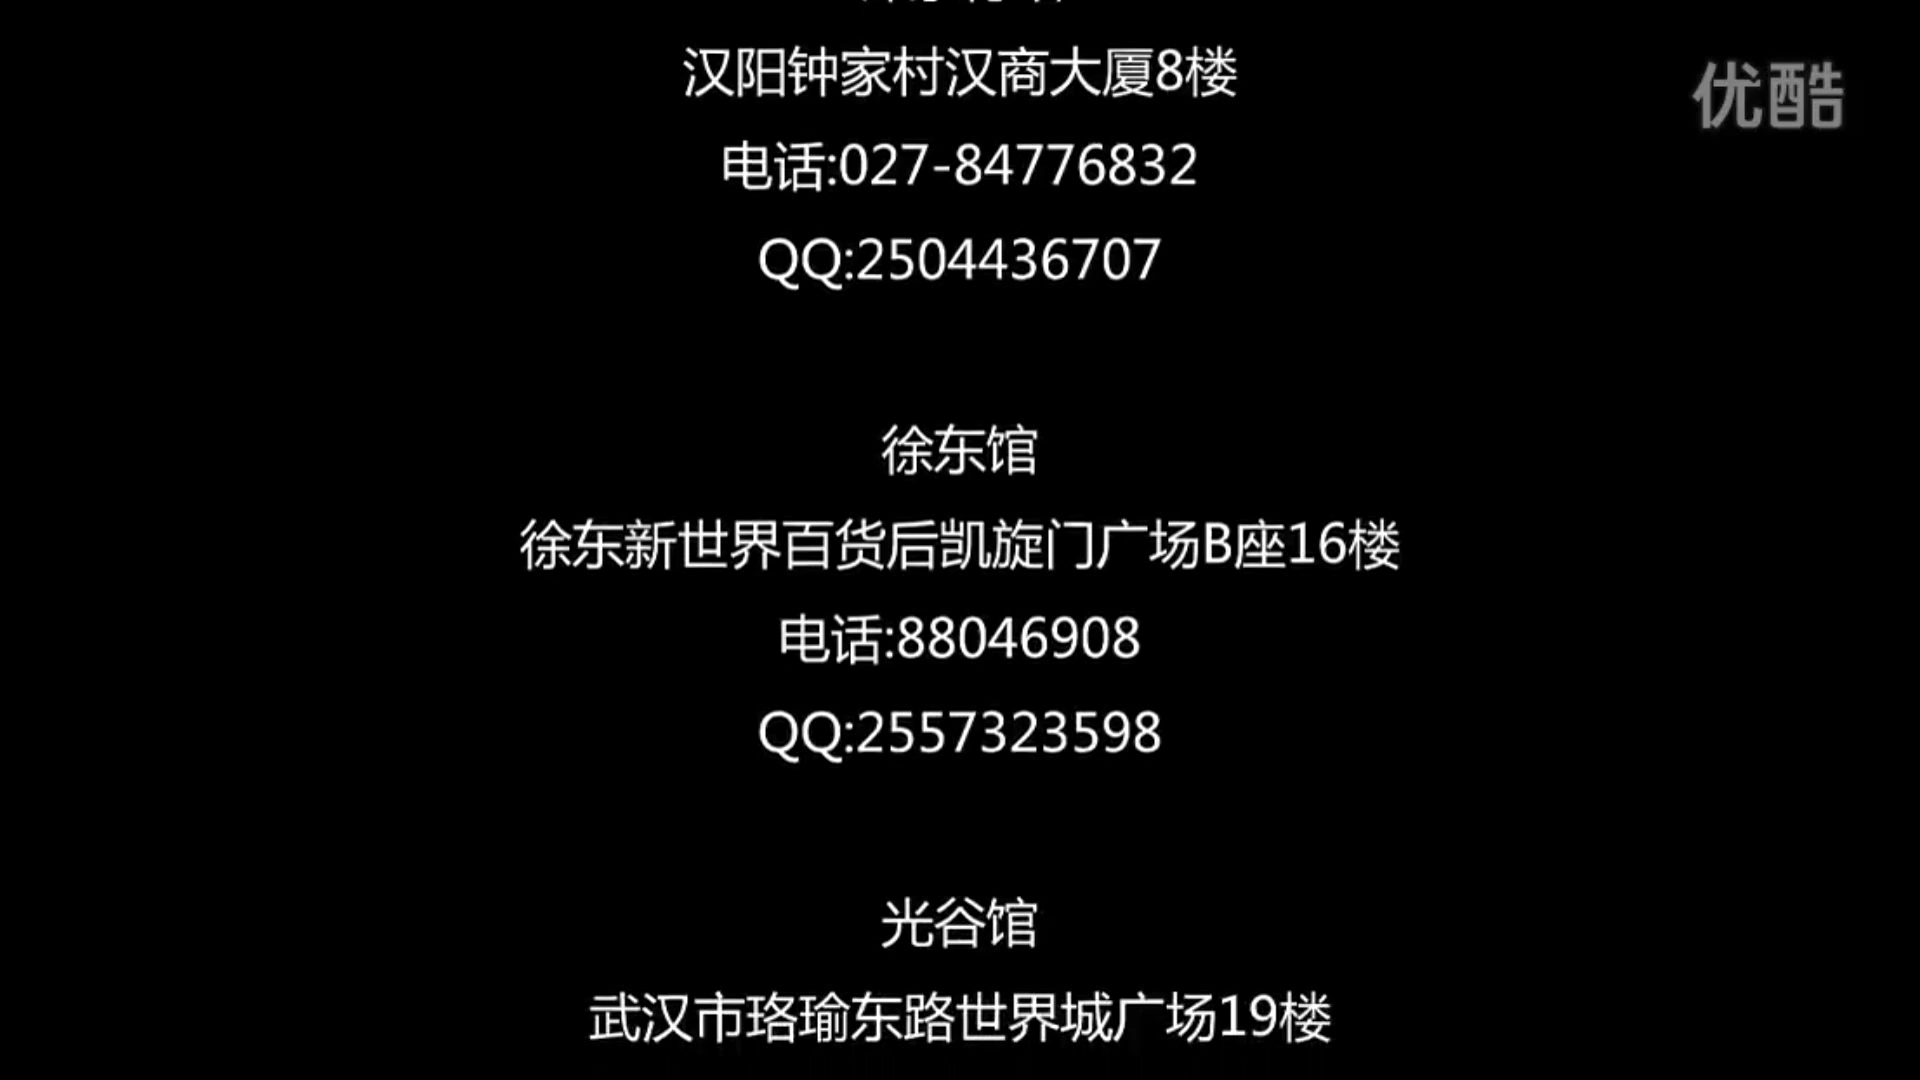 汉阳钟家村汉商大厦8楼
优酷
电话:027-84776832
QQ:2504436707
徐东馆
徐东新世界百货后凯旋门广场B座16楼
电话:88046908
QQ:2557323598
光谷馆
武汉市珞瑜东路世界城广场19楼